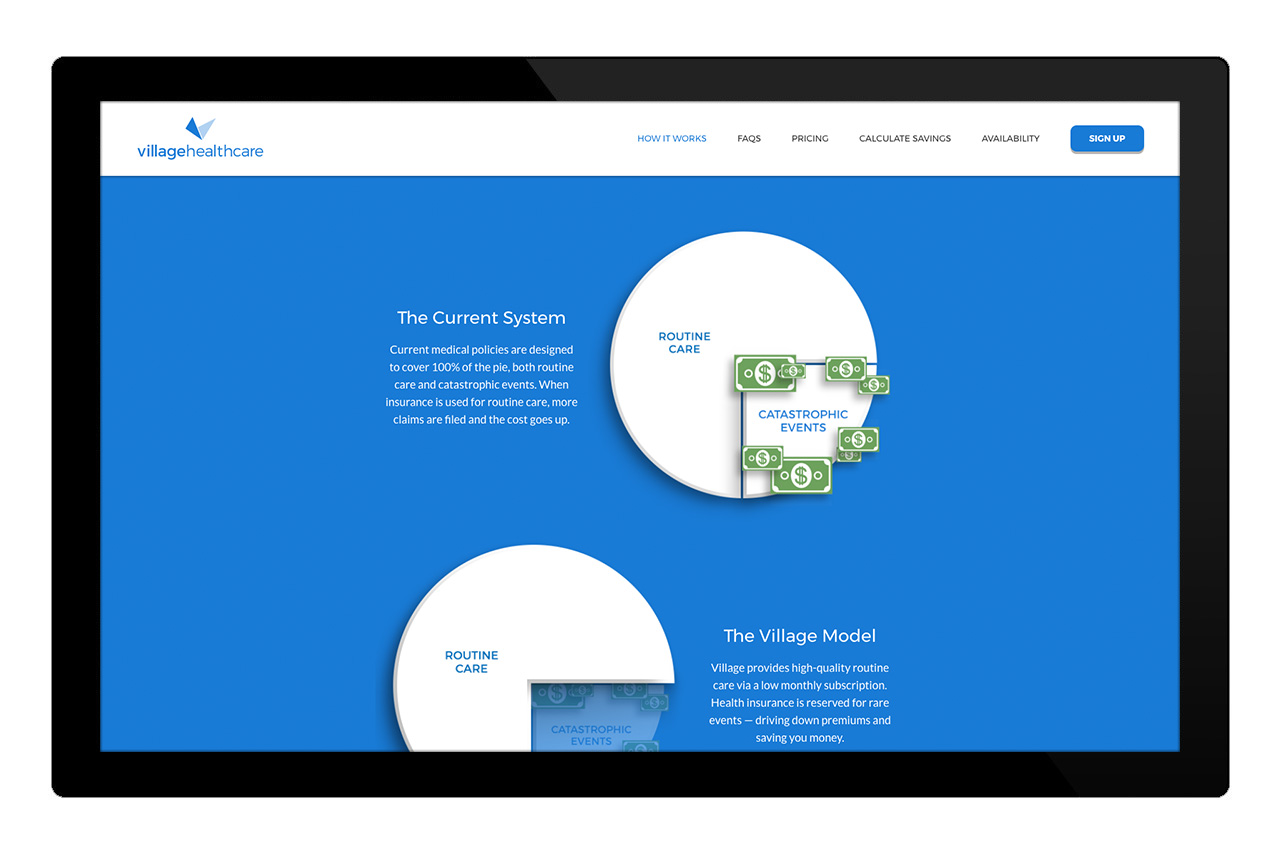 villagehealthcare
HOW IT WORKS
FAQS
PRICING
CALCULATE SAVINGS
AVAILABILITY
SIGN UP
The Current System
Current medical policies are designed
to cover 100% of the pie, both routine
care and catastrophic events. When
insurance is used for routine care, more
claims are filed and the cost goes up.
ROUTINE
CARE
$
$
$
$
CATASTROPHIC
EVENTS
$
$
$
$
ROUTINE
CARE
$
$
$
$
CATASTROPHIC
EVENTS
$
The Village Model
Village provides high-quality routine
care via a low monthly subscription.
Health insurance is reserved for rare
events — driving down premiums and
saving you money.